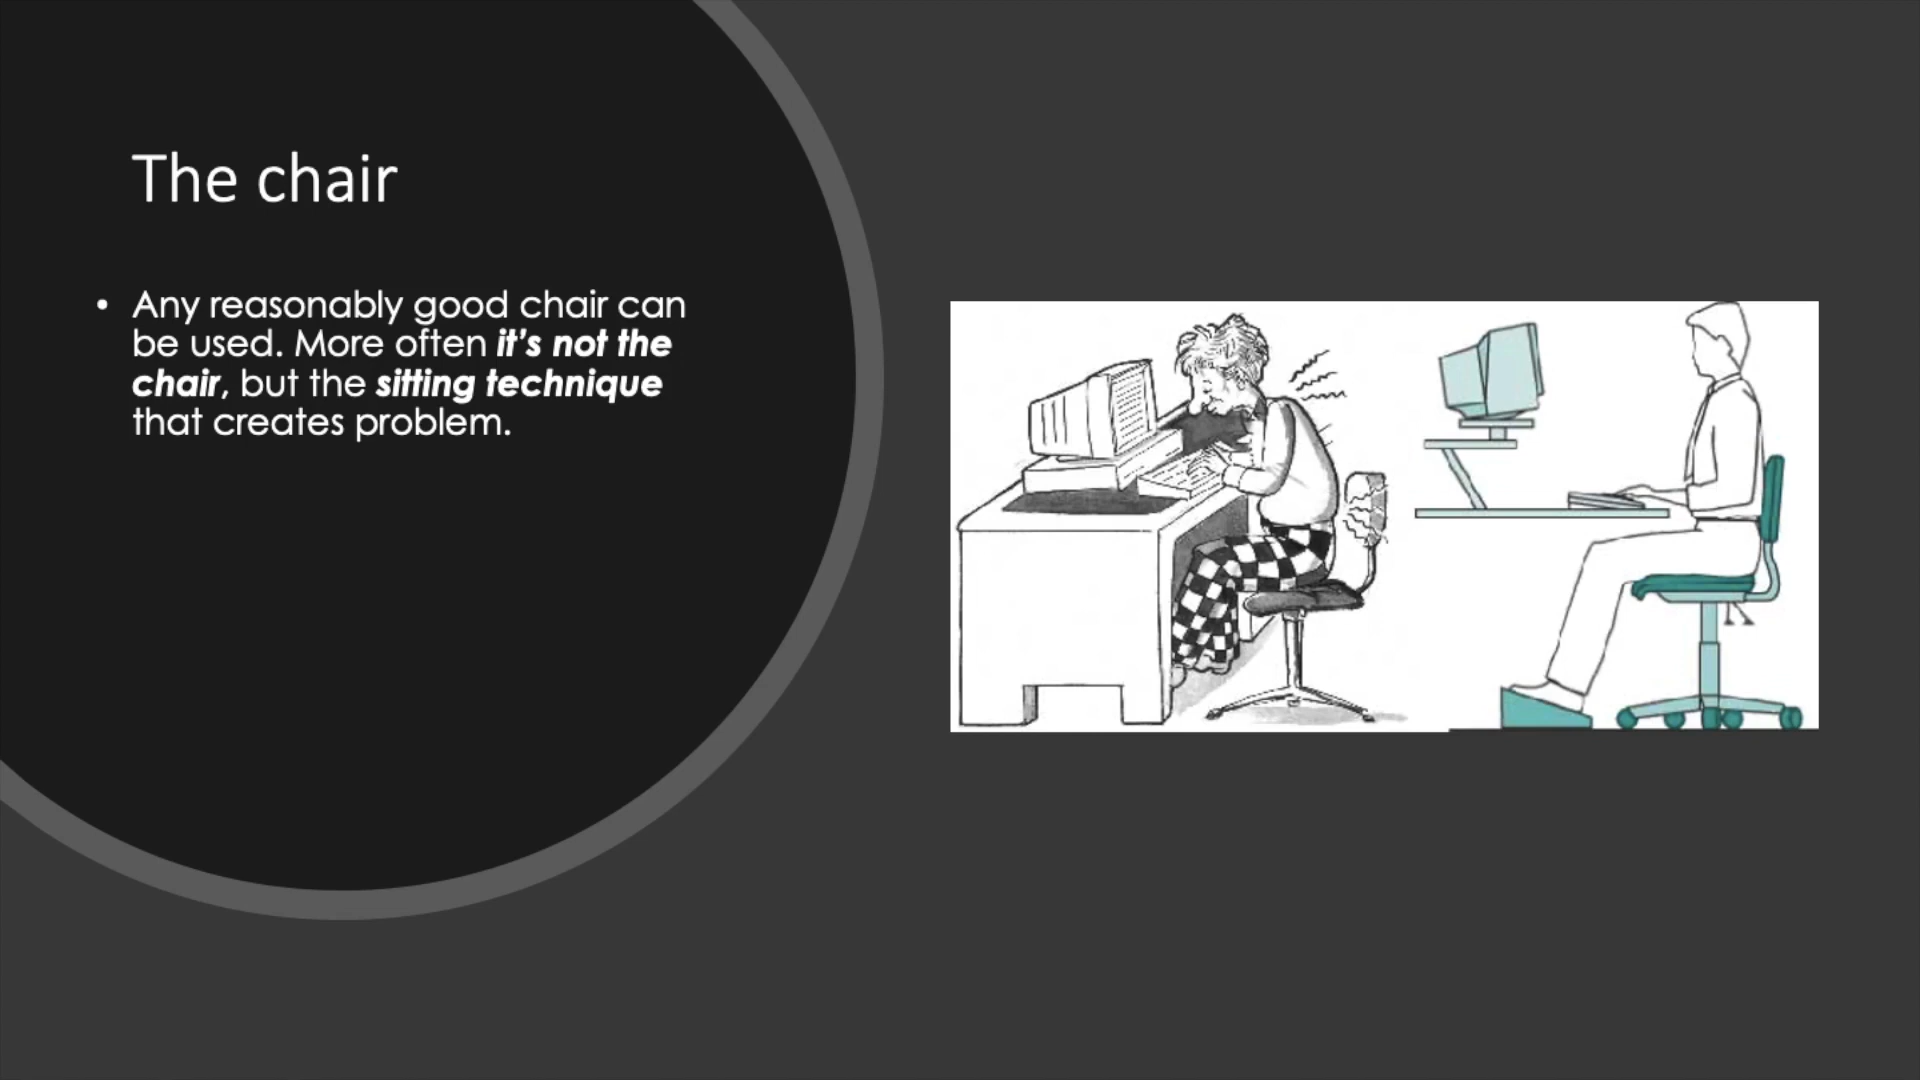 The chair
• Any reasonably good chair can
be used. More often it's not the
chair, but the sitting technique
that creates problem.